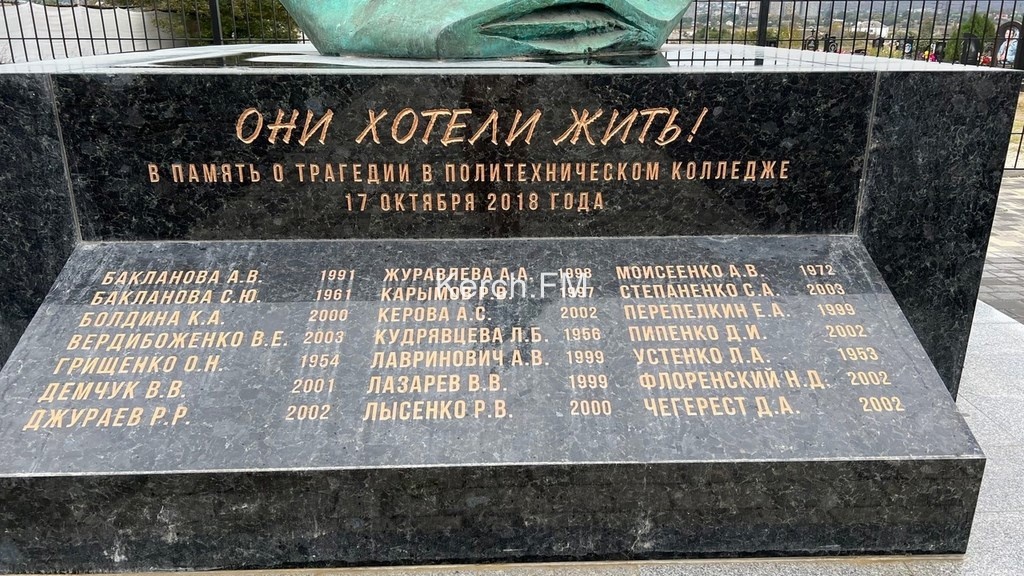 ОНИ ХОТЕЛИ ЖИТЬ!
В ПАМЯТЬ О ТРАГЕДИИ В ПОЛИТЕХНИЧЕСКОМ КОЛЛЕДЖЕ
17 ОКТЯБРЯ 2018 ГОДА
БАКЛАНОВА А.В. 1991
БАКЛАНОВА С.Ю. 1961
БОЛДИНА К.А. 2000
ВЕРДИБОЖЕНКО В.Е. 2003
ГРИЩЕНКО О.Н. 1954
ДЕМЧУК В.В. 2001
ДЖУРАЕВ Р.Р. 2002
ЖУРАВЛЕВА А.А. 1998
1997
КЕРОВА А.С. 2002
КУДРЯВЦЕВА Л.Б. 1956
ЛАВРИНОВИЧ А.В. 1999
ЛАЗАРЕВ В.В. 1999
ЛЫСЕНКО Р.В. 2000
МОИСЕЕНКО А.В. 1972
СТЕПАНЕНКО С.А. 2003
ПЕРЕПЕЛКИН Е.А. 1999
ПИПЕНКО Д.И. 2002
УСТЕНКО Л.А. 1953
ФЛОРЕНСКИЙ Н.Д. 2002
ЧЕГЕРЕСТ Д.А. 2002
Kerch.FM